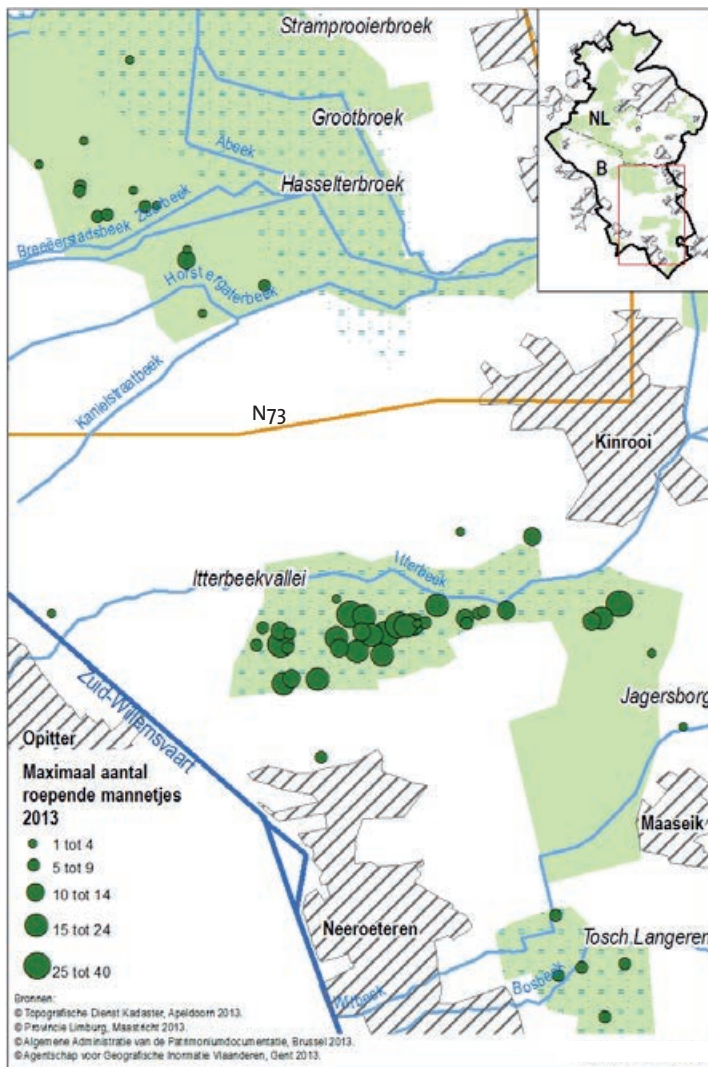 Stramprooierbroek
Grootbroek
Abeek
Hasselterbroek
Zuurbeek
Breeërstadsbeek
Horstergaterbeek
Kanielstraatbeek
NL
B
N73
Kinrooi
Itterbeek
Itterbeekvallei
Zuid-Willemsvaart
Jagersborg
Opitter
Maaseik
Neeroeteren
Tosch Langeren
Witbeek
Bosbeek
Maximaal aantal
roepende mannetjes
2013
1 tot 4
5 tot 9
10 tot 14
15 tot 24
25 tot 40
Bronnen:
© Topografische Dienst Kadaster, Apeldoorn 2013.
© Provincie Limburg, Maastricht 2013.
© Algemene Administratie van de Patrimoniumdocumentatie, Brussel 2013.
© Agentschap voor Geografische Inormatie Vlaanderen, Gent 2013.